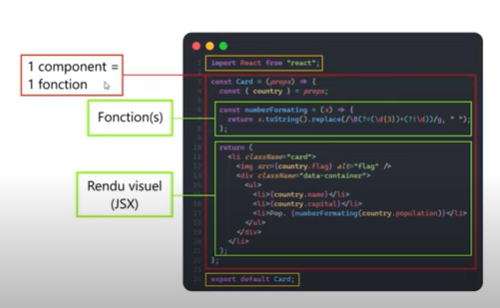 1 component =
1 fonction
Fonction(s)
Rendu visuel
(JSX)
import React from "react";
const Card = (props) => {
const { country } = props;
const numberFormating = (x) => {
return x.toString().replace(/\B(?=(\d{3})+(?!\d))/g, " ");
};
return (
<li className="card">
<img src={country.flag} alt="flag" />
<div className="data-container">
<ul>
<li>{country.name}</li>
<li>{country.capital}</li>
<li>Pop. {numberFormating(country.population)}</li>
</ul>
</div>
</li>
);
};
export default Card;